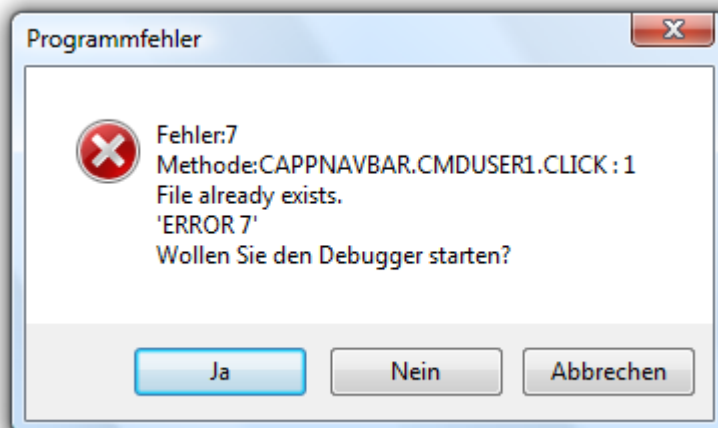 Programmfehler
Fehler:7
Methode:CAPPNAVBAR.CMDUSER1.CLICK : 1
File already exists.
'ERROR 7'
Wollen Sie den Debugger starten?
Ja
Nein
Abbrechen